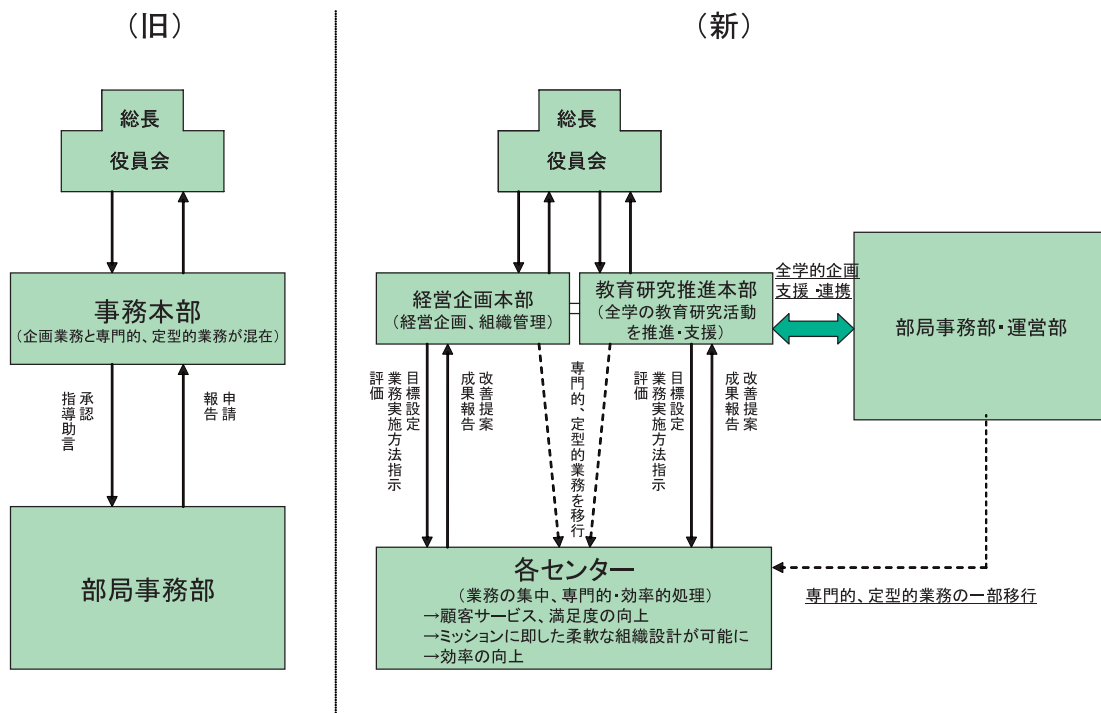 (旧)
総長
役員会
事務本部
(企画業務と専門的、定型的業務が混在)
承認
指導助言
申請
報告
部局事務部
(新)
総長
役員会
経営企画本部
(経営企画、組織管理)
教育研究推進本部
(全学の教育研究活動
を推進・支援)
全学的企画
支援・連携
部局事務部・運営部
目標設定
業務実施方法指示
評価
改善提案
成果報告
専門的、定型的業務を移行
目標設定
業務実施方法指示
評価
改善提案
成果報告
各センター
(業務の集中、専門的・効率的処理)
→顧客サービス、満足度の向上
→ミッションに即した柔軟な組織設計が可能に
→効率の向上
専門的、定型的業務の一部移行